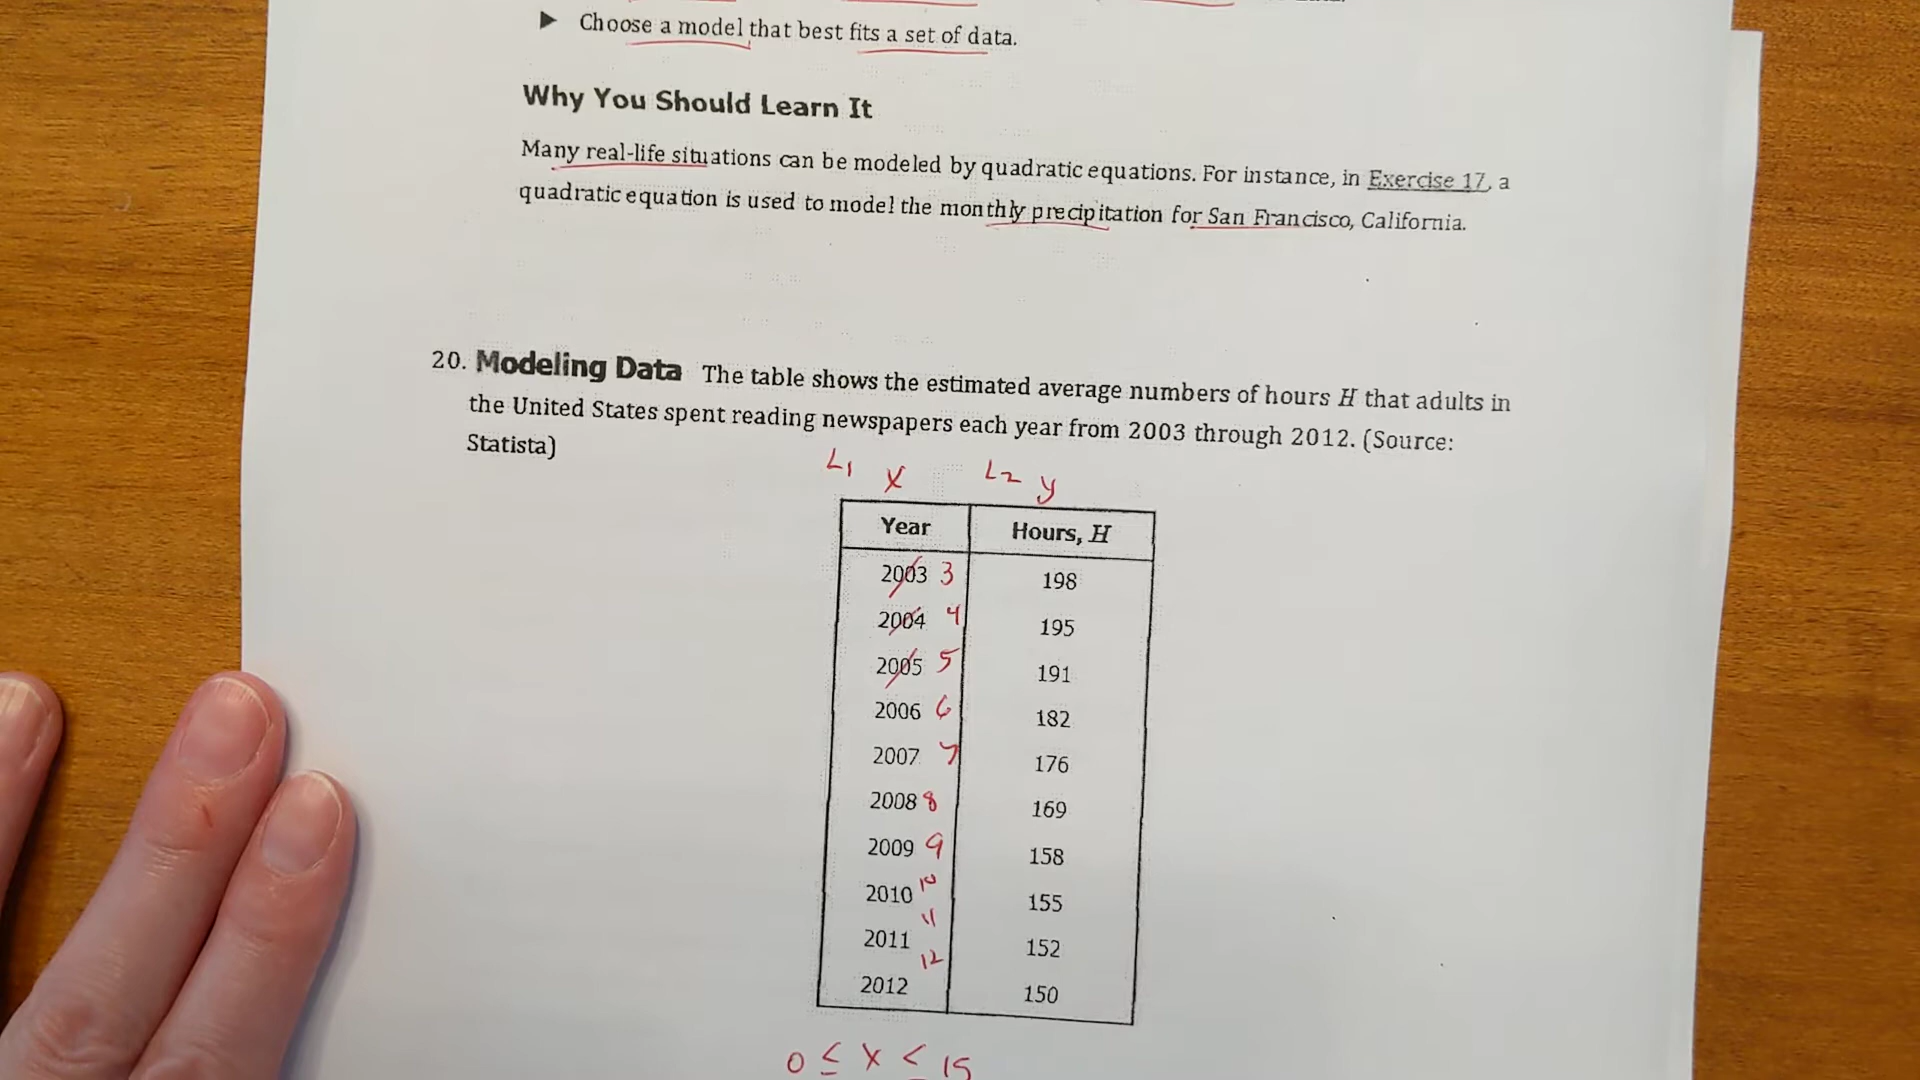 ► Choose a model that best fits a set of data.
Why You Should Learn It
Many real-life situations can be modeled by quadratic equations. For instance, in Exercise 17, a
quadratic equation is used to model the monthly precipitation for San Francisco, California.
20. Modeling Data The table shows the estimated average numbers of hours H that adults in
the United States spent reading newspapers each year from 2003 through 2012. (Source:
Statista)
L1 x L2 y
Year Hours, H
2003 3 198
2004 4 195
2005 5 191
2006 6 182
2007 7 176
2008 8 169
2009 9 158
2010 10 155
2011 11 152
2012 12 150
0 ≤ x ≤ 15